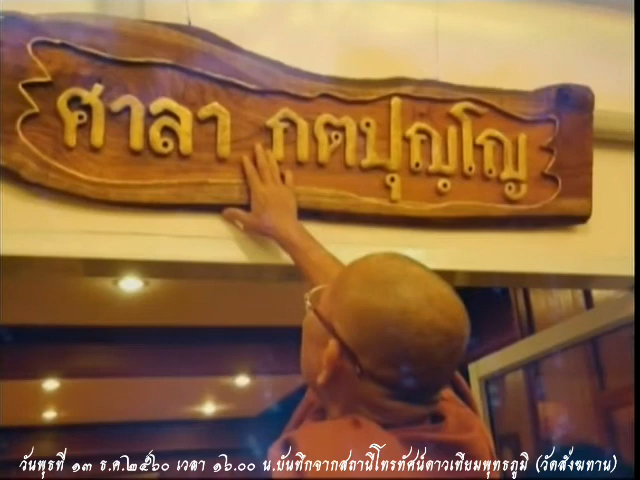 ศาลา กตปุญฺโญ
วันพุธที่ ๑๓ ธ.ค.๒๕๖๐ เวลา ๑๖.๐๐ น.บันทึกจากสถานีโทรทัศน์ดาวเทียมพุทธภูมิ (วัดสังฆทาน)